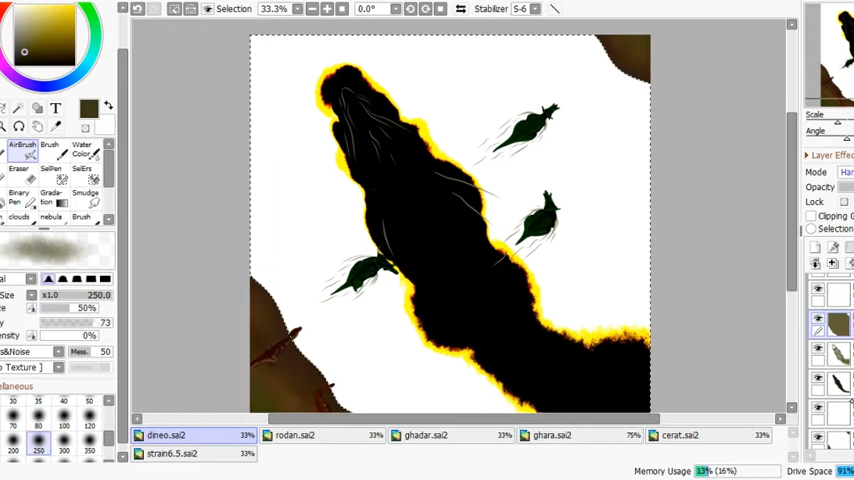 Selection 33.3% 0.0° Stabilizer S-6
T
AirBrush Brush Water Color
Eraser SelPen SelErs
Binary Pen Grada- tion Smudge
clouds nebula Brush
x1.0 250.0
Size 50%
73
0%
s&Noise Mess. 50
o Texture ]
30 35 40 50
70 80 100 120
200 250 300 350
Scale
Angle
Layer Effe
Mode
Opacity
Lock
Clipping
Selection
dineo.sai2 33% rodan.sai2 33% ghadar.sai2 33% ghara.sai2 75% cerat.sai2 33%
strain6.5.sai2 33%
Memory Usage 13% (16%) Drive Space 91%